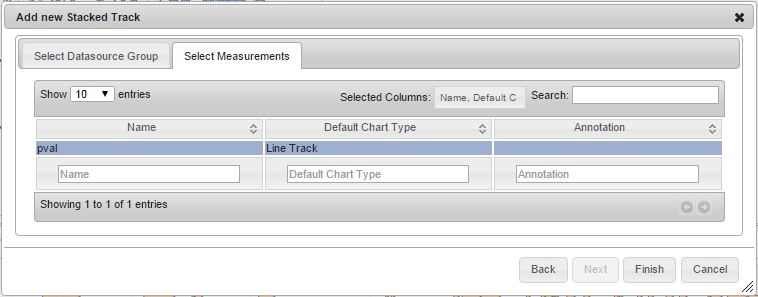 Add new Stacked Track
Select Datasource Group Select Measurements
Show 10 entries Selected Columns: Name, Default C Search:
Name Default Chart Type Annotation
pval Line Track
Name Default Chart Type Annotation
Showing 1 to 1 of 1 entries
Back Next Finish Cancel